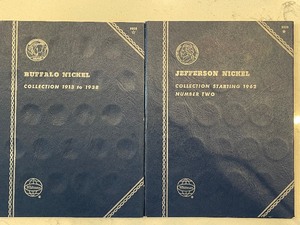 BUFFALO NICKEL
COLLECTION 1913 to 1938
JEFFERSON NICKEL
COLLECTION STARTING 1962
NUMBER TWO